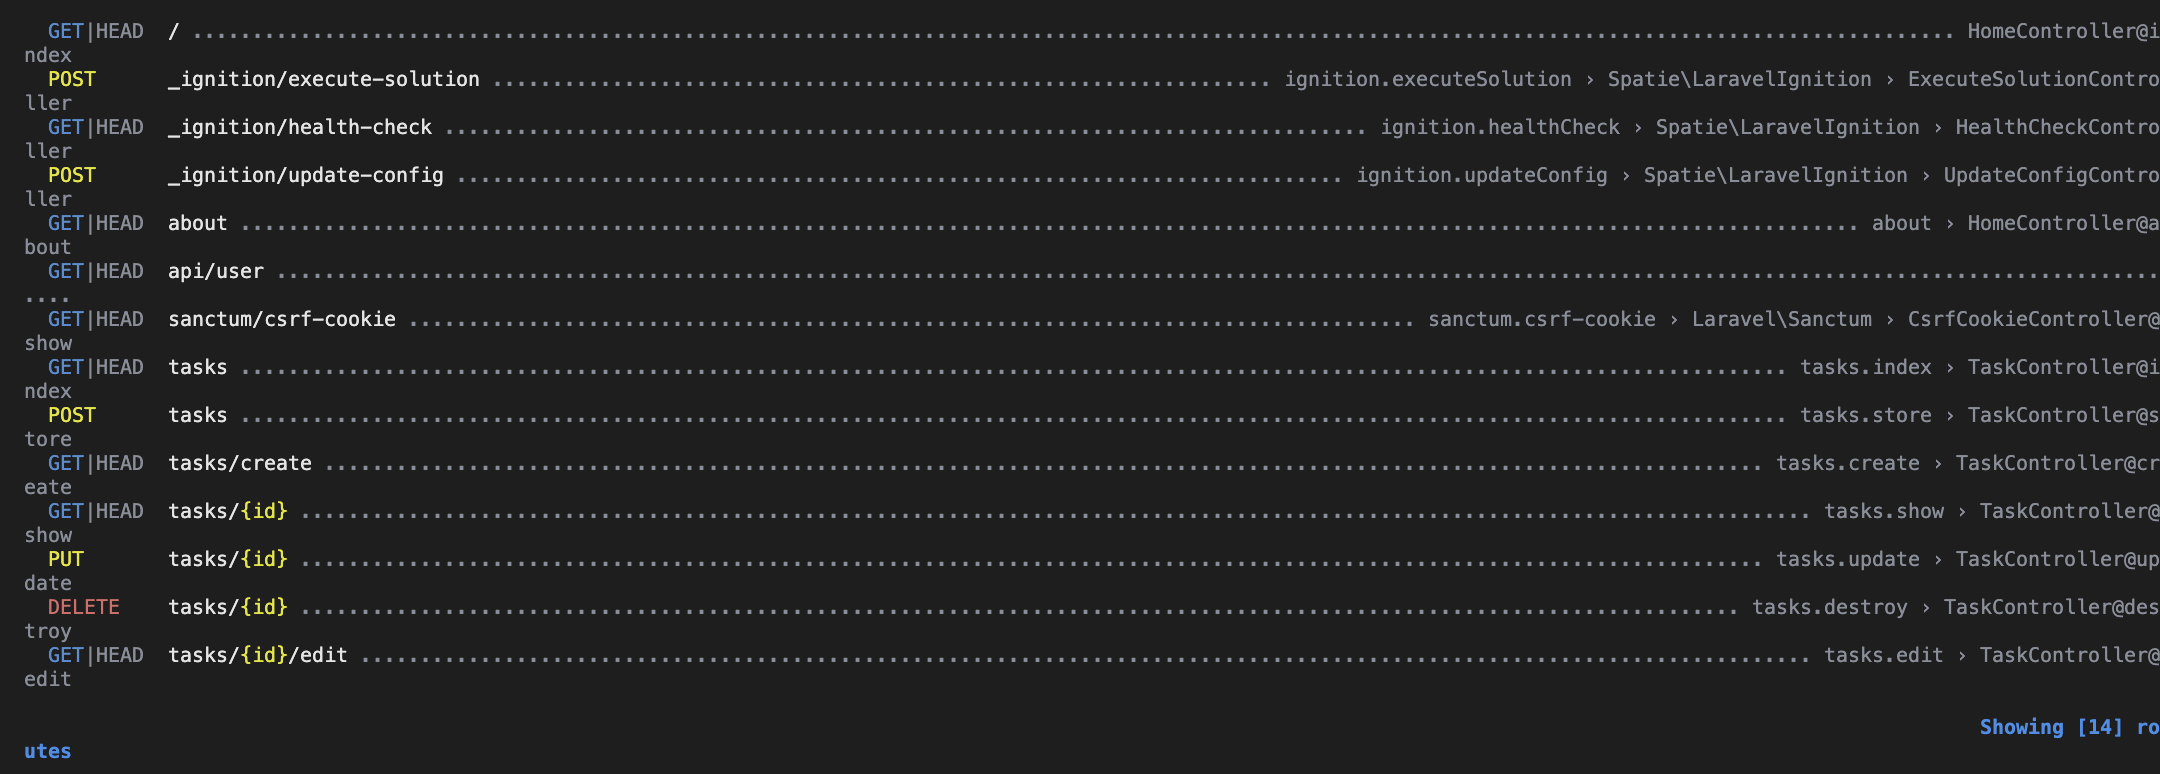 GET|HEAD  / ................................................................................................................................................... HomeController@i
ndex
POST      _ignition/execute-solution ................................................................. ignition.executeSolution › Spatie\LaravelIgnition › ExecuteSolutionContro
ller
GET|HEAD  _ignition/health-check ............................................................................. ignition.healthCheck › Spatie\LaravelIgnition › HealthCheckContro
ller
POST      _ignition/update-config .......................................................................... ignition.updateConfig › Spatie\LaravelIgnition › UpdateConfigContro
ller
GET|HEAD  about ....................................................................................................................................... about › HomeController@a
bout
GET|HEAD  api/user .............................................................................................................................................................
....
GET|HEAD  sanctum/csrf-cookie .................................................................................... sanctum.csrf-cookie › Laravel\Sanctum › CsrfCookieController@
show
GET|HEAD  tasks ................................................................................................................................. tasks.index › TaskController@i
ndex
POST      tasks ................................................................................................................................. tasks.store › TaskController@s
tore
GET|HEAD  tasks/create ........................................................................................................................ tasks.create › TaskController@cr
eate
GET|HEAD  tasks/{id} .............................................................................................................................. tasks.show › TaskController@
show
PUT       tasks/{id} .......................................................................................................................... tasks.update › TaskController@up
date
DELETE    tasks/{id} ........................................................................................................................ tasks.destroy › TaskController@des
troy
GET|HEAD  tasks/{id}/edit ......................................................................................................................... tasks.edit › TaskController@
edit
Showing [14] ro
utes